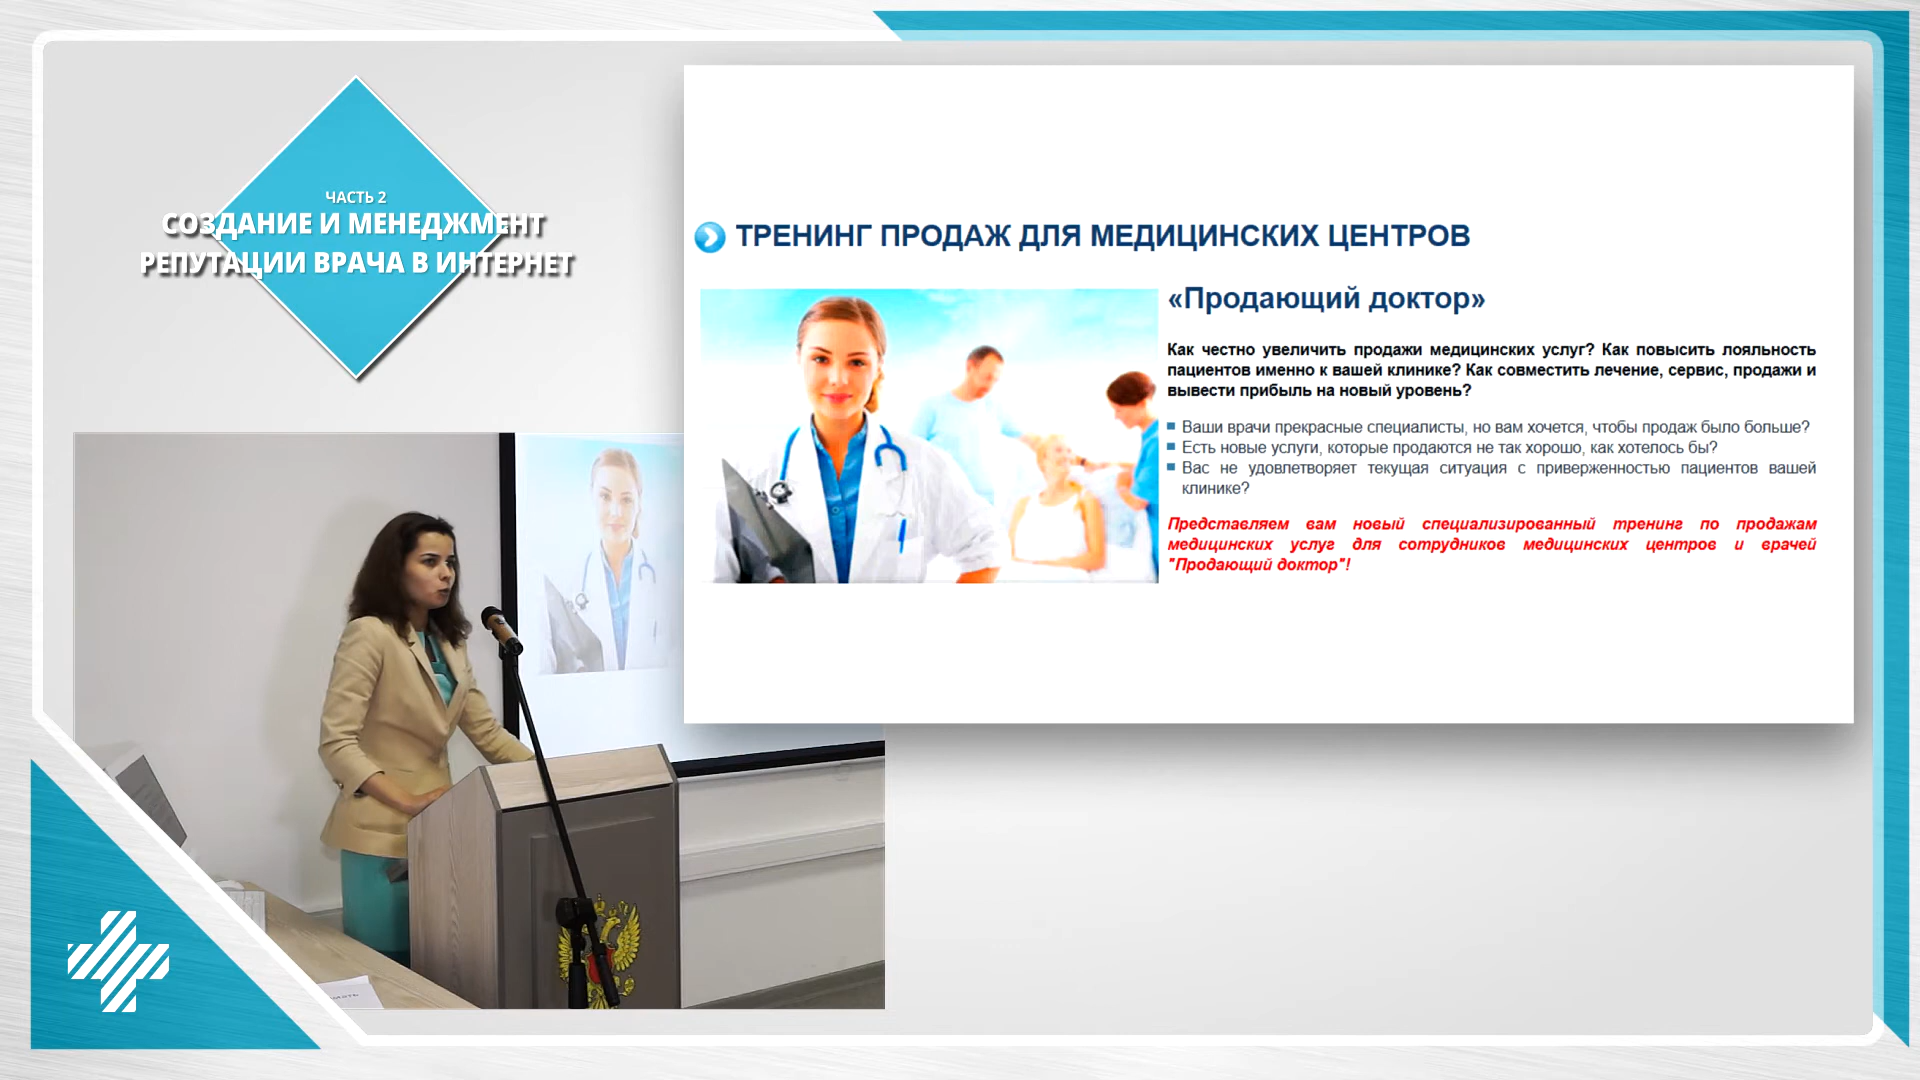 ЧАСТЬ 2
СОЗДАНИЕ И МЕНЕДЖМЕНТ
РЕПУТАЦИИ ВРАЧА В ИНТЕРНЕТ
ТРЕНИНГ ПРОДАЖ ДЛЯ МЕДИЦИНСКИХ ЦЕНТРОВ
«Продающий доктор»
Как честно увеличить продажи медицинских услуг? Как повысить лояльность
пациентов именно к вашей клинике? Как совместить лечение, сервис, продажи и
вывести прибыль на новый уровень?
Ваши врачи прекрасные специалисты, но вам хочется, чтобы продаж было больше?
Есть новые услуги, которые продаются не так хорошо, как хотелось бы?
Вас не удовлетворяет текущая ситуация с приверженностью пациентов вашей
клинике?
Представляем вам новый специализированный тренинг по продажам
медицинских услуг для сотрудников медицинских центров и врачей
"Продающий доктор"!